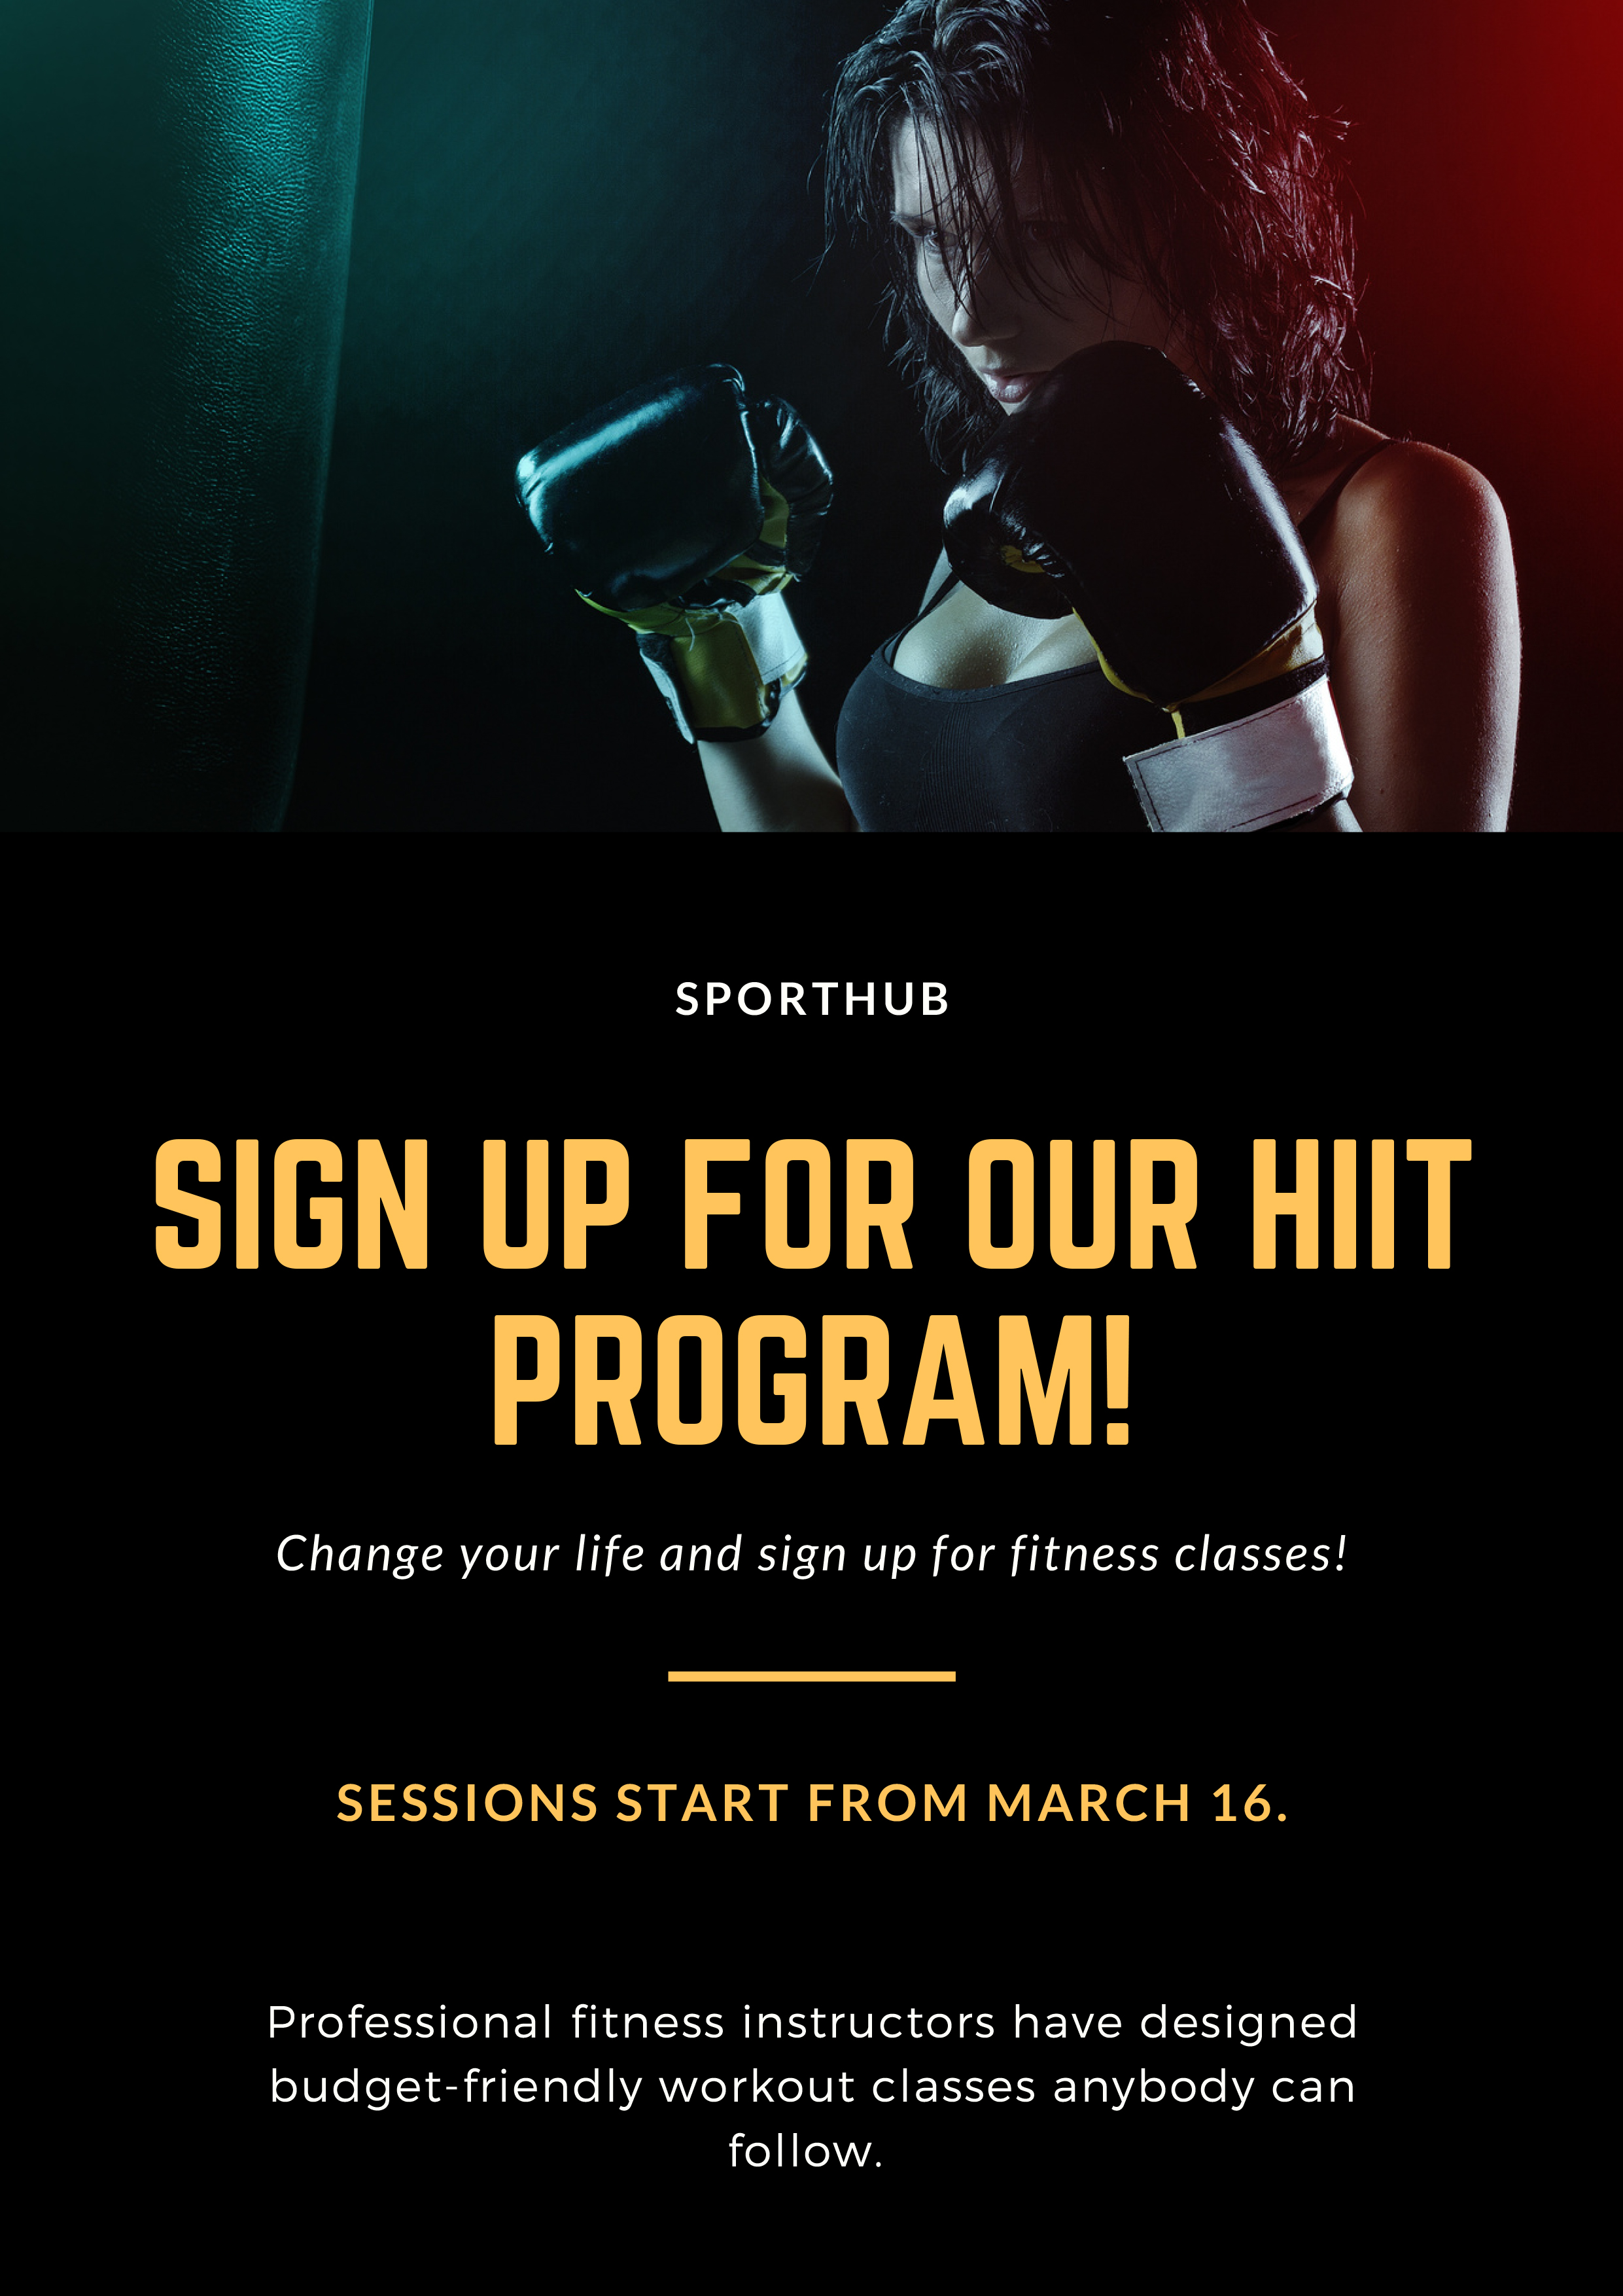 SPORTHUB
SIGN UP FOR OUR HIIT
PROGRAM!
Change your life and sign up for fitness classes!
SESSIONS START FROM MARCH 16.
Professional fitness instructors have designed
budget-friendly workout classes anybody can
follow.